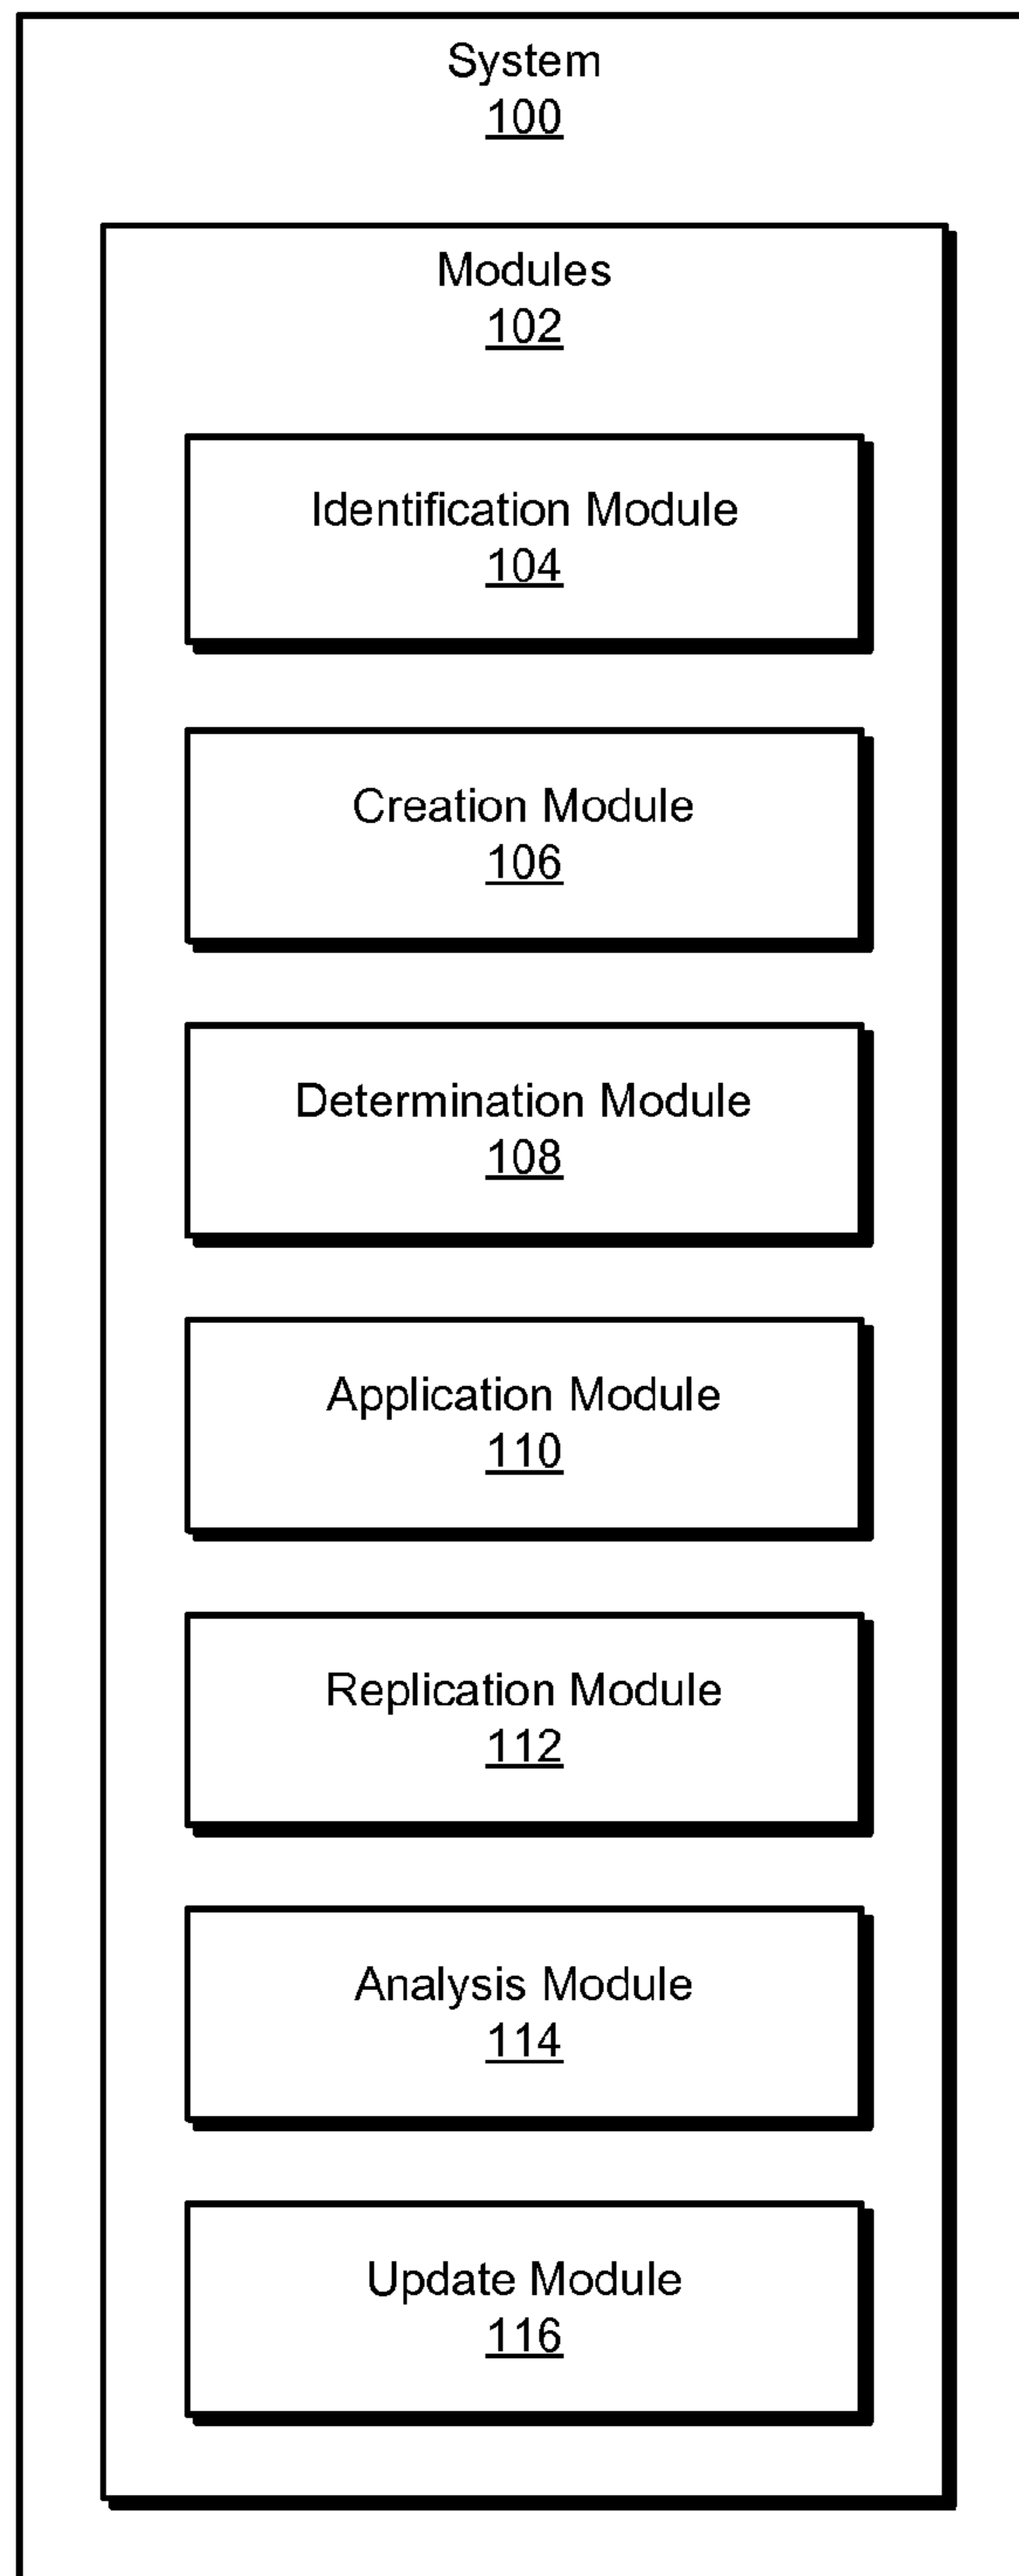 System
100
Modules
102
Identification Module
104
Creation Module
106
Determination Module
108
Application Module
110
Replication Module
112
Analysis Module
114
Update Module
116